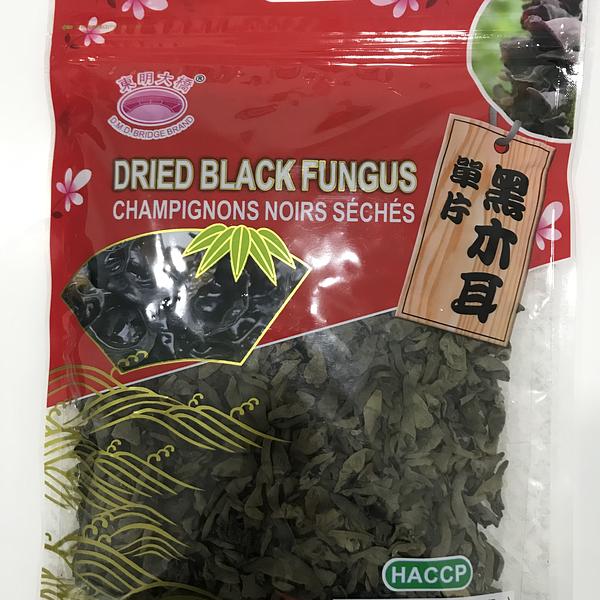 東明大橋®
D.M.D. BRIDGE BRAND
DRIED BLACK FUNGUS
CHAMPIGNONS NOIRS SÉCHÉS
黑木耳
單片
HACCP